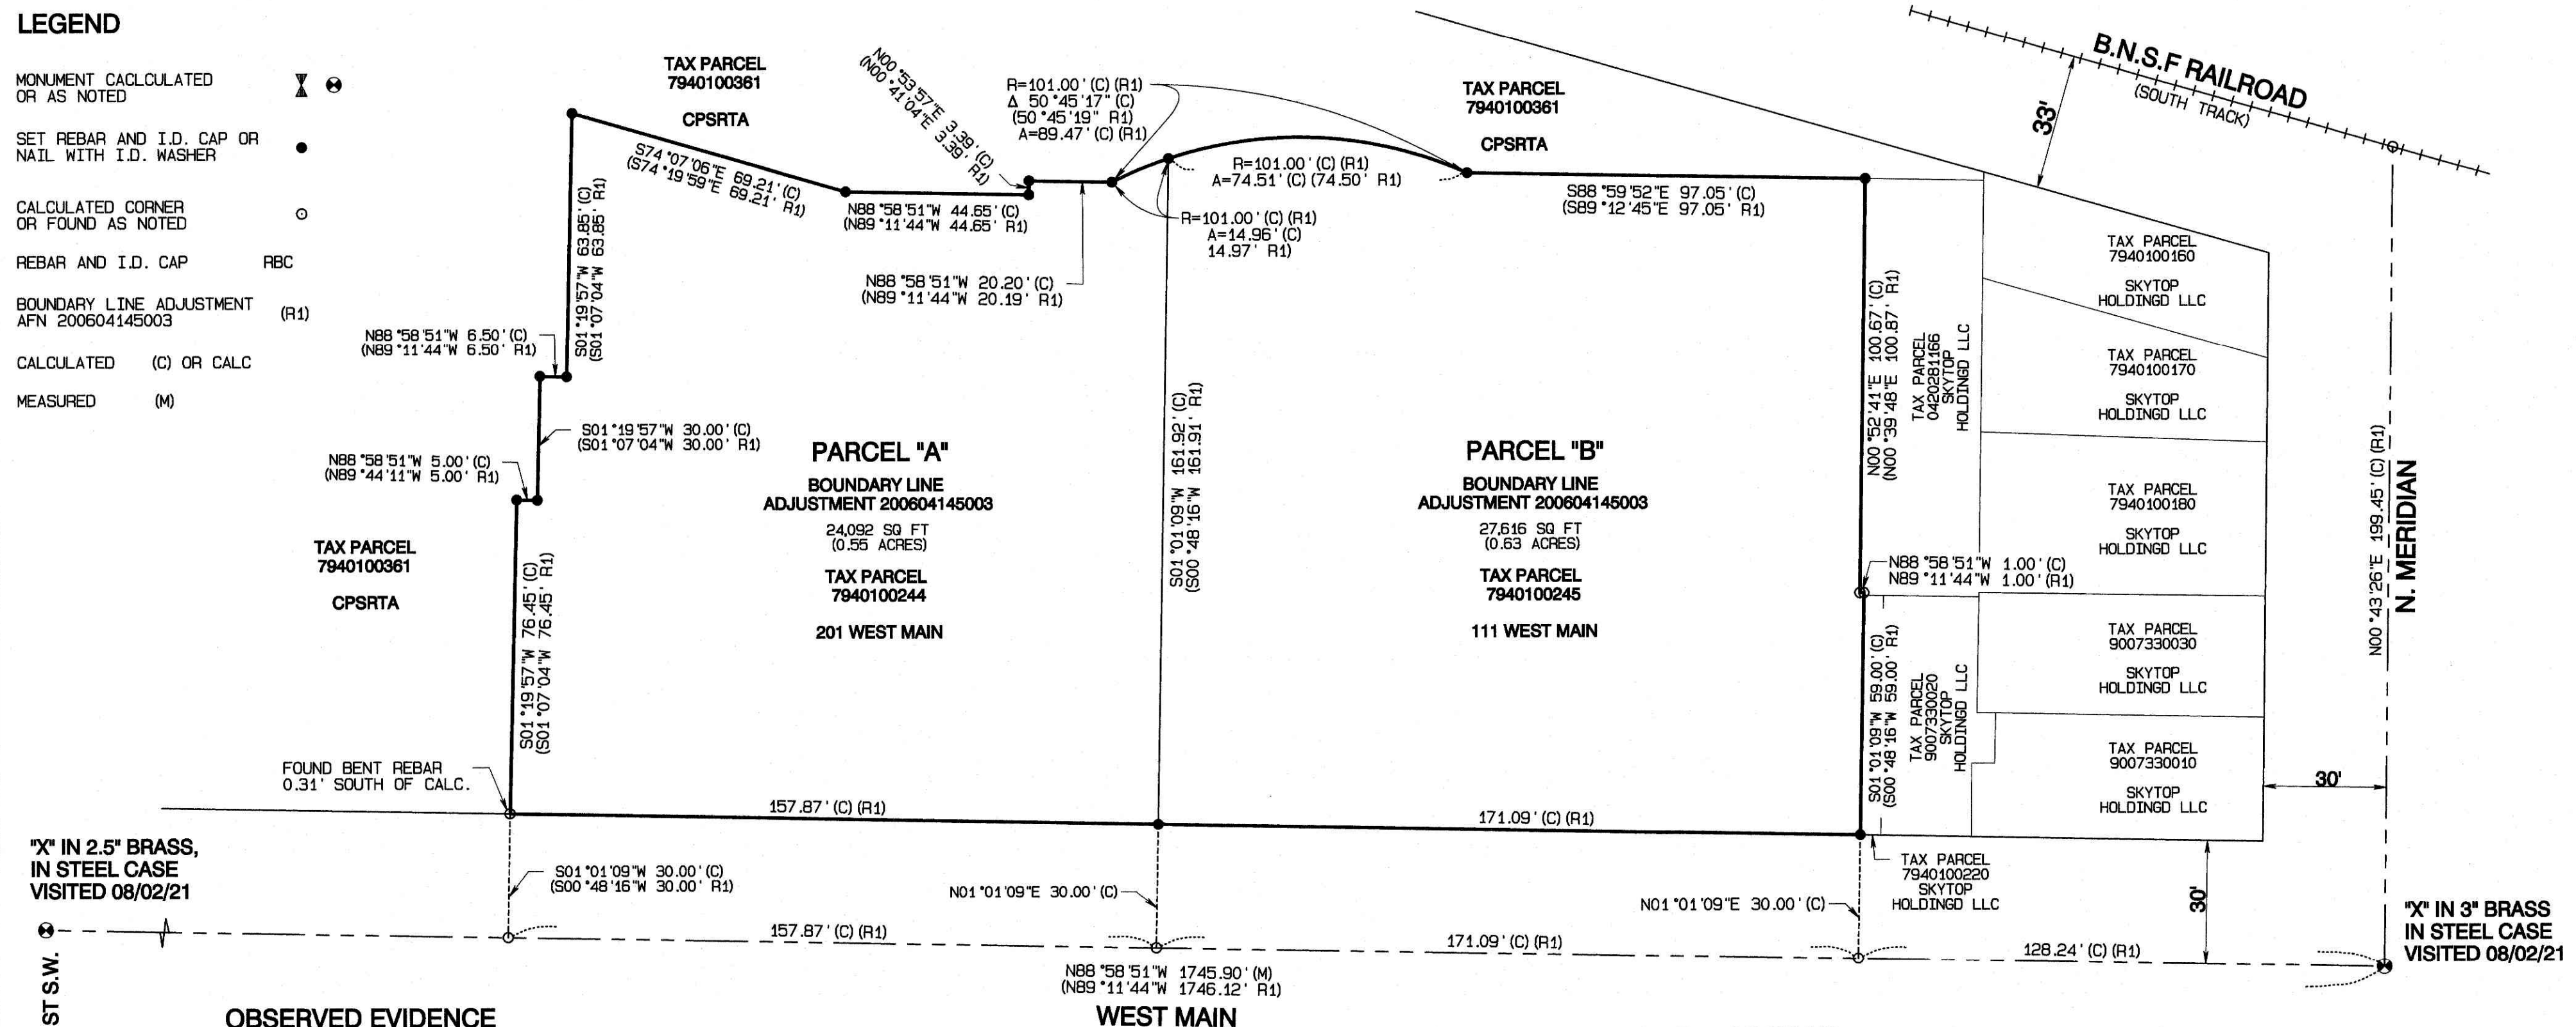 LEGEND
MONUMENT CACLCULATED
OR AS NOTED
SET REBAR AND I.D. CAP OR
NAIL WITH I.D. WASHER
CALCULATED CORNER
OR FOUND AS NOTED
REBAR AND I.D. CAP RBC
BOUNDARY LINE ADJUSTMENT
AFN 200604145003 (R1)
CALCULATED (C) OR CALC
MEASURED (M)
TAX PARCEL
7940100361
CPSRTA
S74°07'06"E 69.21' (C)
(S74°19'59"E 69.21' R1)
N00°53'57"E 3.39' (C)
(N00°41'04"E 3.39' R1)
R=101.00' (C) (R1)
Δ 50°45'17" (C)
(50°45'19" R1)
A=89.47' (C) (R1)
TAX PARCEL
7940100361
CPSRTA
B.N.S.F RAILROAD
(SOUTH TRACK)
33'
N88°58'51"W 44.65' (C)
(N89°11'44"W 44.65' R1)
R=101.00' (C) (R1)
A=74.51' (C) (74.50' R1)
S88°59'52"E 97.05' (C)
(S89°12'45"E 97.05' R1)
R=101.00' (C) (R1)
A=14.96' (C)
14.97' R1)
N88°58'51"W 20.20' (C)
(N89°11'44"W 20.19' R1)
S01°19'57"W 63.85' (C)
(S01°07'04"W 63.85' R1)
N88°58'51"W 6.50' (C)
(N89°11'44"W 6.50' R1)
S01°19'57"W 30.00' (C)
(S01°07'04"W 30.00' R1)
N88°58'51"W 5.00' (C)
(N89°44'11"W 5.00' R1)
TAX PARCEL
7940100361
CPSRTA
S01°19'57"W 76.45' (C)
(S01°07'04"W 76.45' R1)
PARCEL "A"
BOUNDARY LINE
ADJUSTMENT 200604145003
24,092 SQ FT
(0.55 ACRES)
TAX PARCEL
7940100244
201 WEST MAIN
S01°01'09"W 161.92' (C)
(S00°48'16"W 161.91' R1)
PARCEL "B"
BOUNDARY LINE
ADJUSTMENT 200604145003
27,616 SQ FT
(0.63 ACRES)
TAX PARCEL
7940100245
111 WEST MAIN
N00°52'41"E 100.67' (C)
(N00°39'48"E 100.87' R1)
TAX PARCEL
0420281166
SKYTOP
HOLDINGD LLC
TAX PARCEL
7940100160
SKYTOP
HOLDINGD LLC
TAX PARCEL
7940100170
SKYTOP
HOLDINGD LLC
TAX PARCEL
7940100180
SKYTOP
HOLDINGD LLC
N88°58'51"W 1.00' (C)
N89°11'44"W 1.00' (R1)
TAX PARCEL
9007330030
SKYTOP
HOLDINGD LLC
S01°01'09"W 59.00' (C)
(S00°48'16"W 59.00' R1)
TAX PARCEL
9007330020
SKYTOP
HOLDINGD LLC
TAX PARCEL
9007330010
SKYTOP
HOLDINGD LLC
N00°43'26"E 199.45' (C) (R1)
N. MERIDIAN
30'
FOUND BENT REBAR
0.31' SOUTH OF CALC.
157.87' (C) (R1)
171.09' (C) (R1)
"X" IN 2.5" BRASS,
IN STEEL CASE
VISITED 08/02/21
S01°01'09"W 30.00' (C)
(S00°48'16"W 30.00' R1)
N01°01'09"E 30.00' (C)
N01°01'09"E 30.00' (C)
TAX PARCEL
7940100220
SKYTOP
HOLDINGD LLC
30'
"X" IN 3" BRASS
IN STEEL CASE
VISITED 08/02/21
157.87' (C) (R1)
171.09' (C) (R1)
128.24' (C) (R1)
N88°58'51"W 1745.90' (M)
(N89°11'44"W 1746.12' R1)
ST S.W.
OBSERVED EVIDENCE
WEST MAIN